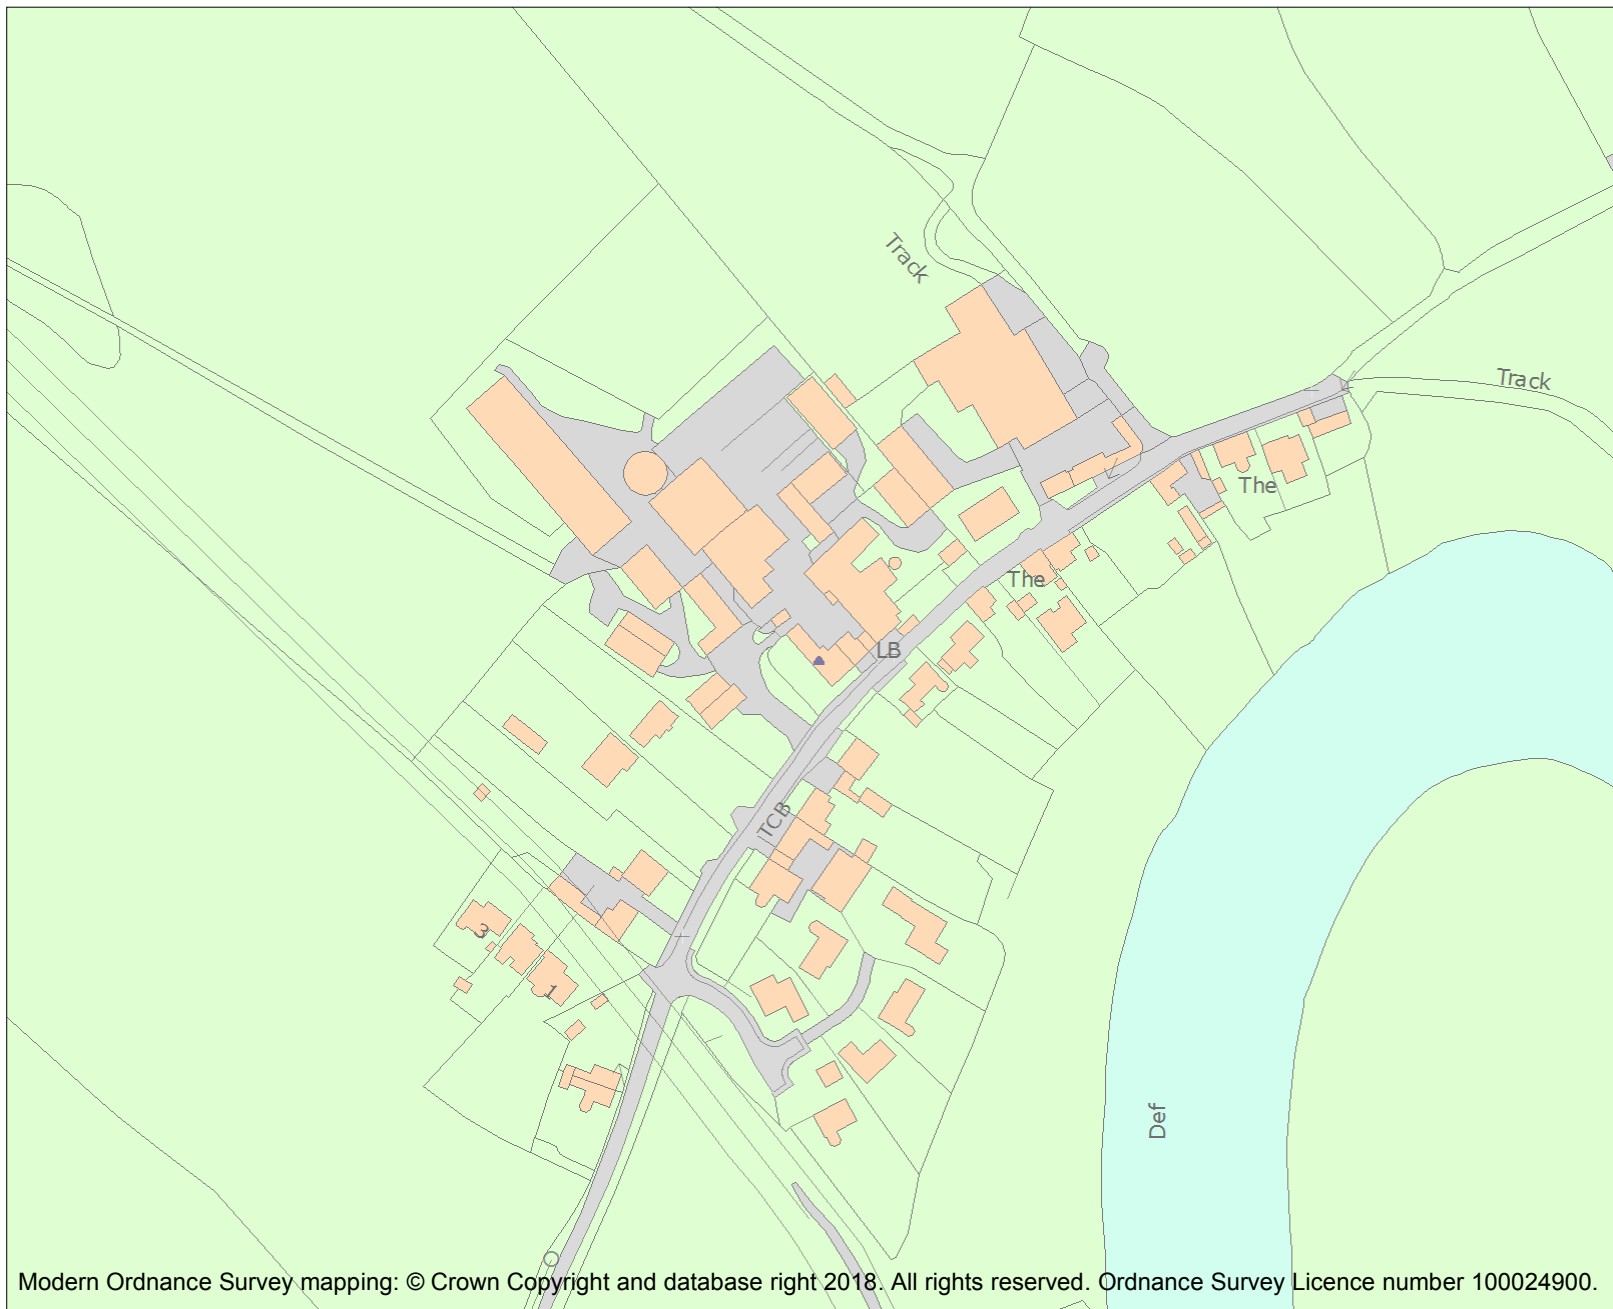 Track
Track
The
The
LB
TCB
3
1
Def
Modern Ordnance Survey mapping: © Crown Copyright and database right 2018. All rights reserved. Ordnance Survey Licence number 100024900.